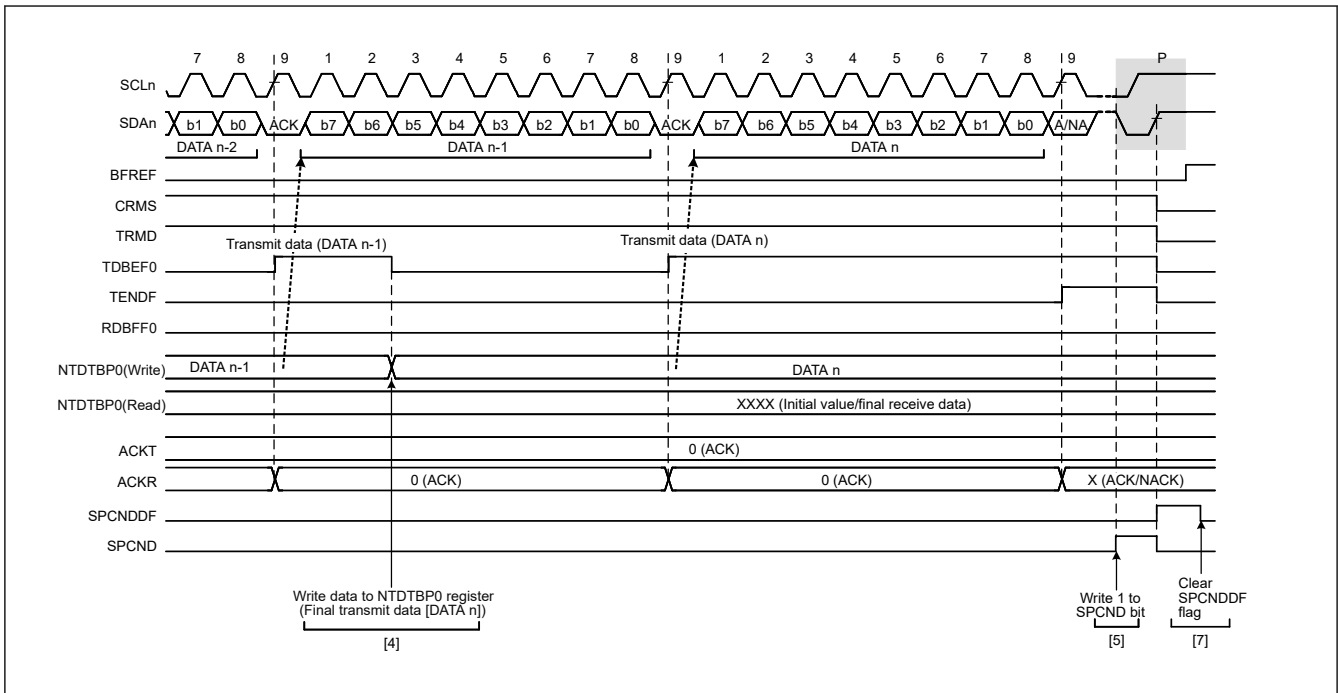 7 8 9 1 2 3 4 5 6 7 8 9 1 2 3 4 5 6 7 8 9 P
SCLn
SDAn b1 b0 ACK b7 b6 b5 b4 b3 b2 b1 b0 ACK b7 b6 b5 b4 b3 b2 b1 b0 A/NA
DATA n-2 DATA n-1 DATA n
BFREF
CRMS
TRMD
Transmit data (DATA n-1) Transmit data (DATA n)
TDBEF0
TENDF
RDBFF0
NTDTBP0(Write) DATA n-1 DATA n
NTDTBP0(Read) XXXX (Initial value/final receive data)
ACKT 0 (ACK)
ACKR 0 (ACK) 0 (ACK) X (ACK/NACK)
SPCNDDF
SPCND
Write data to NTDTBP0 register
(Final transmit data [DATA n])
[4]
Write 1 to
SPCND bit
[5]
Clear
SPCNDDF
flag
[7]